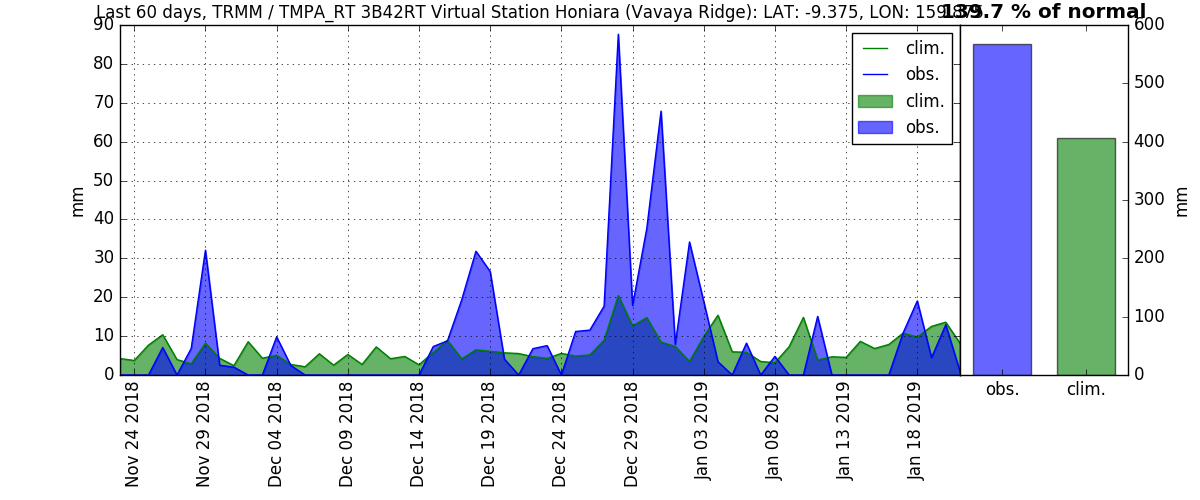 Last 60 days, TRMM / TMPA_RT 3B42RT Virtual Station Honiara (Vavaya Ridge): LAT: -9.375, LON:
139.7 % of normal
90
80
70
60
50
40
30
20
10
0
mm
clim.
obs.
clim.
obs.
600
500
400
300
200
100
0
mm
obs.
clim.
Nov 24 2018
Nov 29 2018
Dec 04 2018
Dec 09 2018
Dec 14 2018
Dec 19 2018
Dec 24 2018
Dec 29 2018
Jan 03 2019
Jan 08 2019
Jan 13 2019
Jan 18 2019